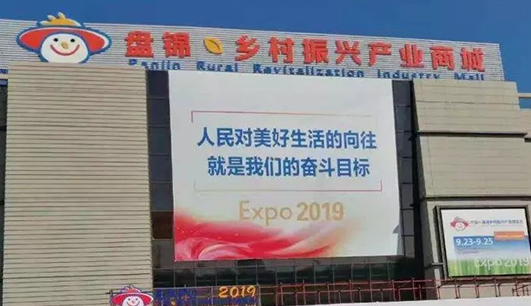 盘锦乡村振兴产业商城
Panjin Rural Revitalization Industry Mall
人民对美好生活的向往
就是我们的奋斗目标
Expo 2019
9.23-9.25
Expo 2019
2019